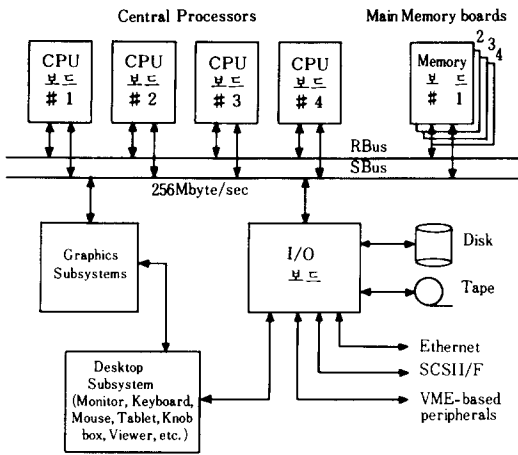 Central Processors
Main Memory boards
CPU
보드
# 1
CPU
보드
# 2
CPU
보드
# 3
CPU
보드
# 4
Memory
보 드
# 1
2
3
4
RBus
SBus
256Mbyte/sec
Graphics
Subsystems
I/O
보드
Disk
Tape
Desktop
Subsystem
(Monitor, Keyboard,
Mouse, Tablet, Knob
box, Viewer, etc.)
Ethernet
SCSII/F
VME-based
peripherals